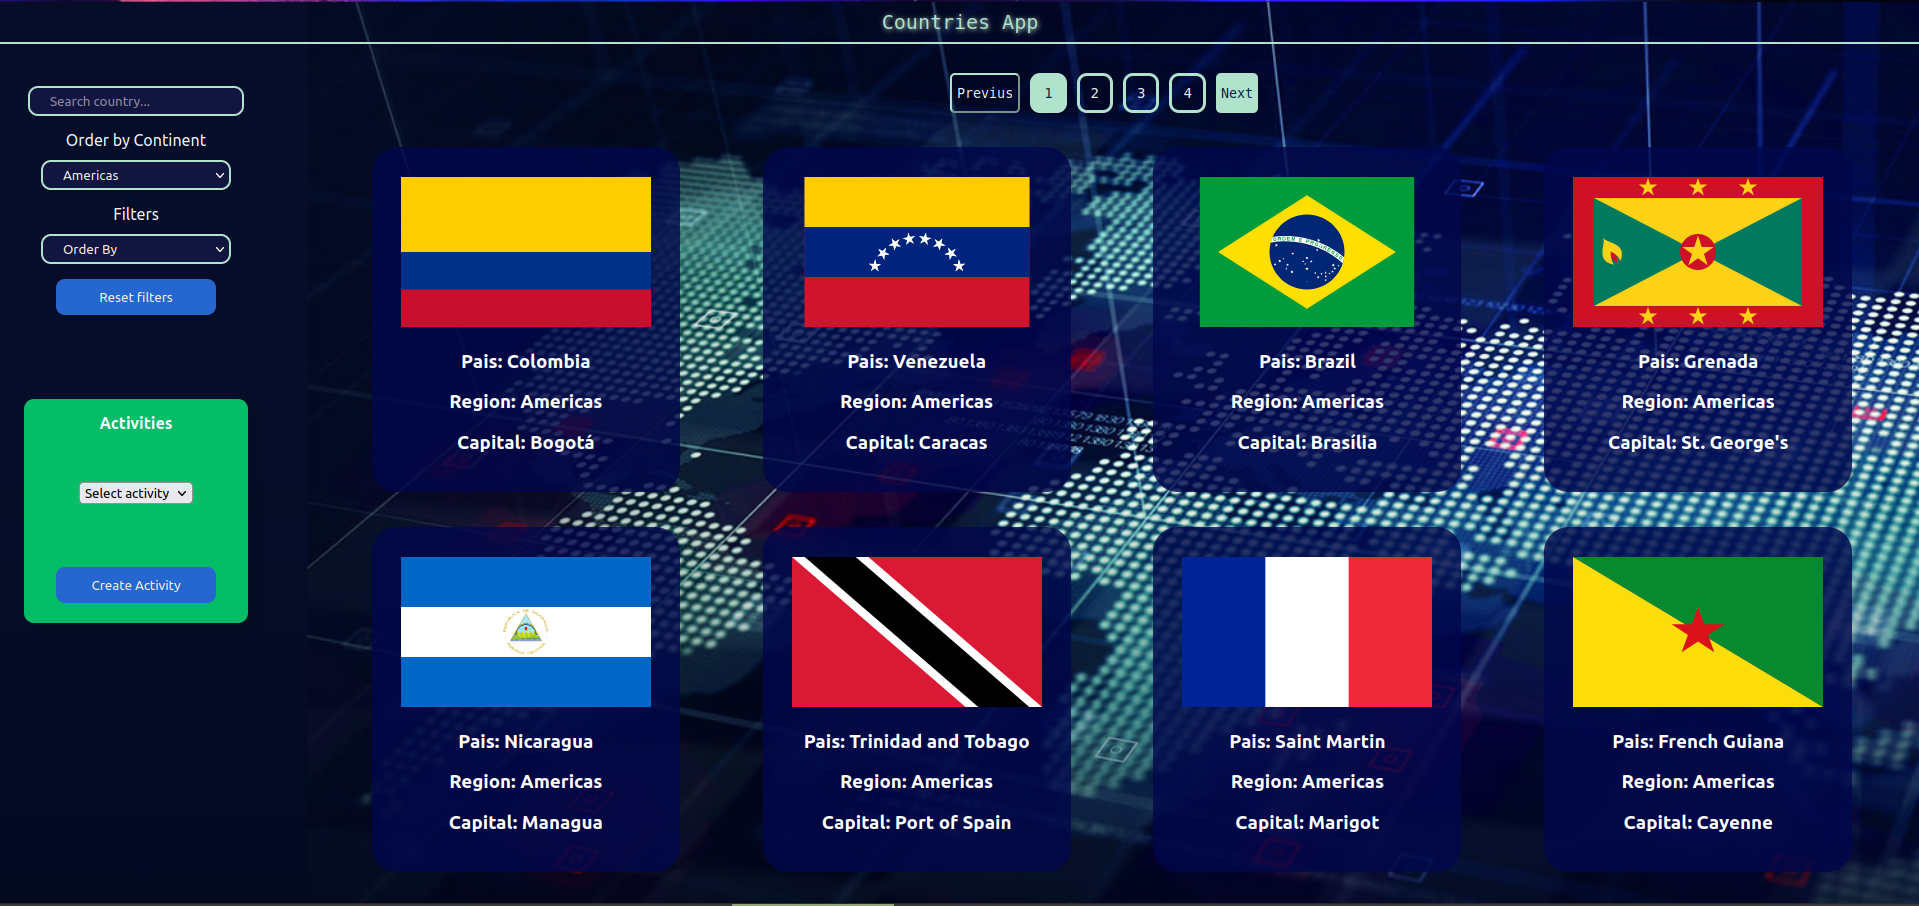 Countries App
Search country...
Order by Continent
Americas
Filters
Order By
Reset filters
Activities
Select activity
Create Activity
Previus 1 2 3 4 Next
Pais: Colombia
Region: Americas
Capital: Bogotá
Pais: Venezuela
Region: Americas
Capital: Caracas
Pais: Brazil
Region: Americas
Capital: Brasília
Pais: Grenada
Region: Americas
Capital: St. George's
Pais: Nicaragua
Region: Americas
Capital: Managua
Pais: Trinidad and Tobago
Region: Americas
Capital: Port of Spain
Pais: Saint Martin
Region: Americas
Capital: Marigot
Pais: French Guiana
Region: Americas
Capital: Cayenne